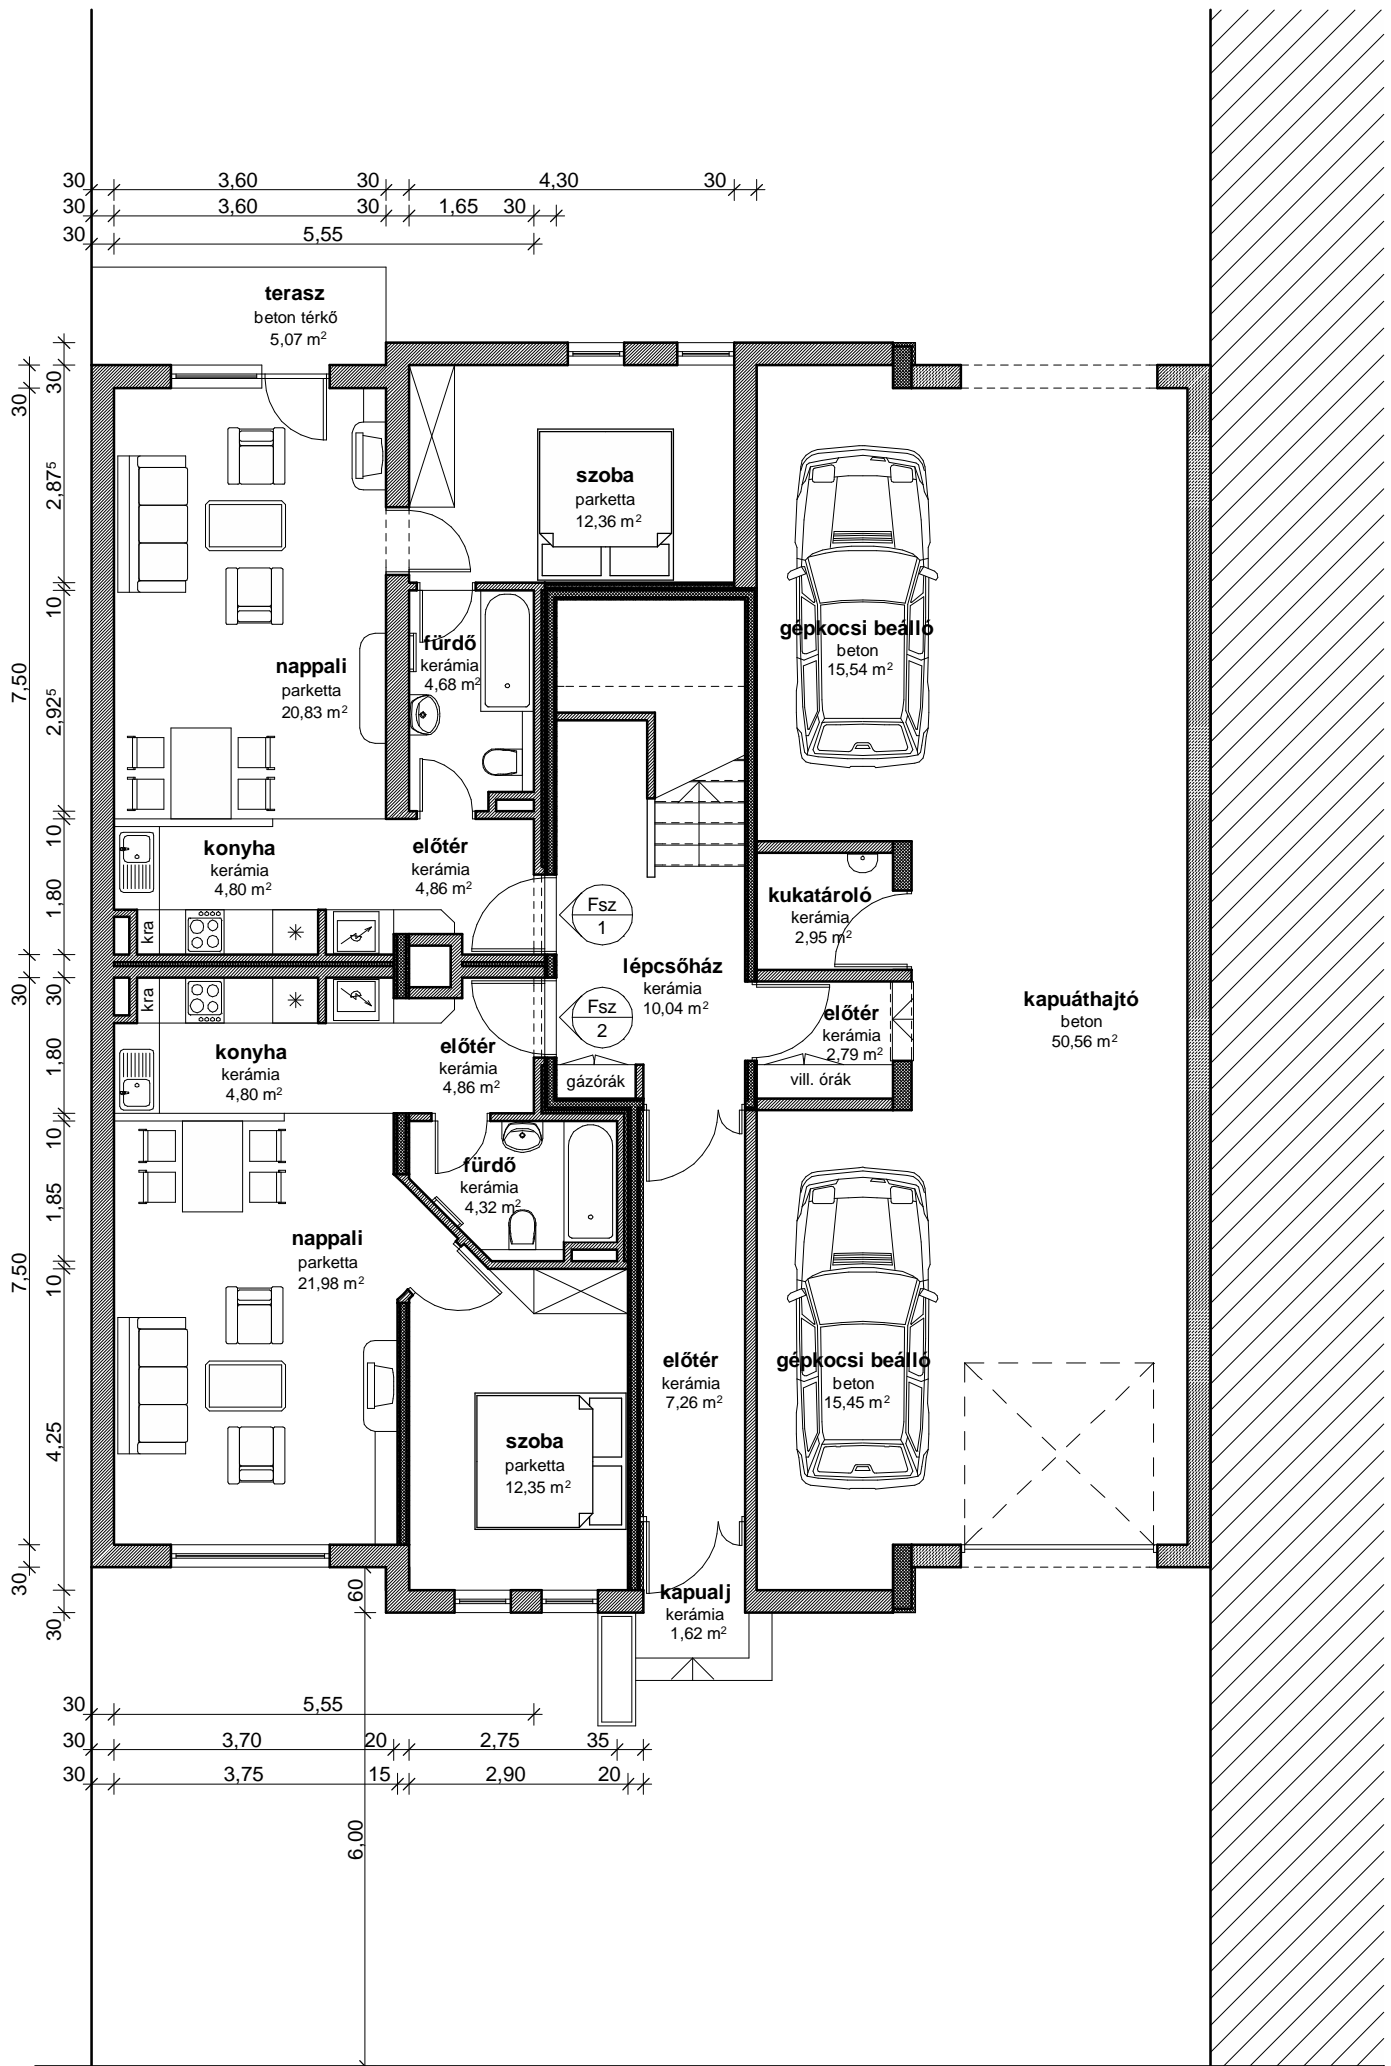 30 3,60 30 4,30 30
30 3,60 30 1,65 30
30 5,55
terasz
beton térkő
5,07 m²
30
30
2,87⁵
10
7,50
2,92⁵
10
1,80
30
30
1,80
10
1,85
7,50
10
4,25
30
30
60
6,00
szoba
parketta
12,36 m²
fürdő
kerámia
4,68 m²
nappali
parketta
20,83 m²
gépkocsi beálló
beton
15,54 m²
konyha
kerámia
4,80 m²
előtér
kerámia
4,86 m²
kra
Fsz
1
kukatároló
kerámia
2,95 m²
lépcsőház
kerámia
10,04 m²
kra
Fsz
2
előtér
kerámia
2,79 m²
kapuáthajtó
beton
50,56 m²
konyha
kerámia
4,80 m²
előtér
kerámia
4,86 m²
gázórák
vill. órák
fürdő
kerámia
4,32 m²
nappali
parketta
21,98 m²
előtér
kerámia
7,26 m²
gépkocsi beálló
beton
15,45 m²
szoba
parketta
12,35 m²
kapualj
kerámia
1,62 m²
30 5,55
30 3,70 20 2,75 35
30 3,75 15 2,90 20